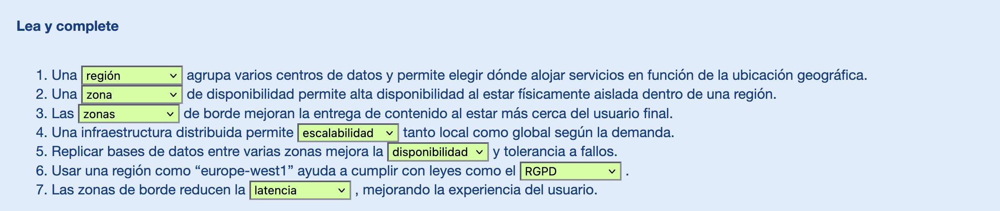 Lea y complete
1. Una región agrupa varios centros de datos y permite elegir dónde alojar servicios en función de la ubicación geográfica.
2. Una zona de disponibilidad permite alta disponibilidad al estar físicamente aislada dentro de una región.
3. Las zonas de borde mejoran la entrega de contenido al estar más cerca del usuario final.
4. Una infraestructura distribuida permite escalabilidad tanto local como global según la demanda.
5. Replicar bases de datos entre varias zonas mejora la disponibilidad y tolerancia a fallos.
6. Usar una región como “europe-west1” ayuda a cumplir con leyes como el RGPD .
7. Las zonas de borde reducen la latencia , mejorando la experiencia del usuario.